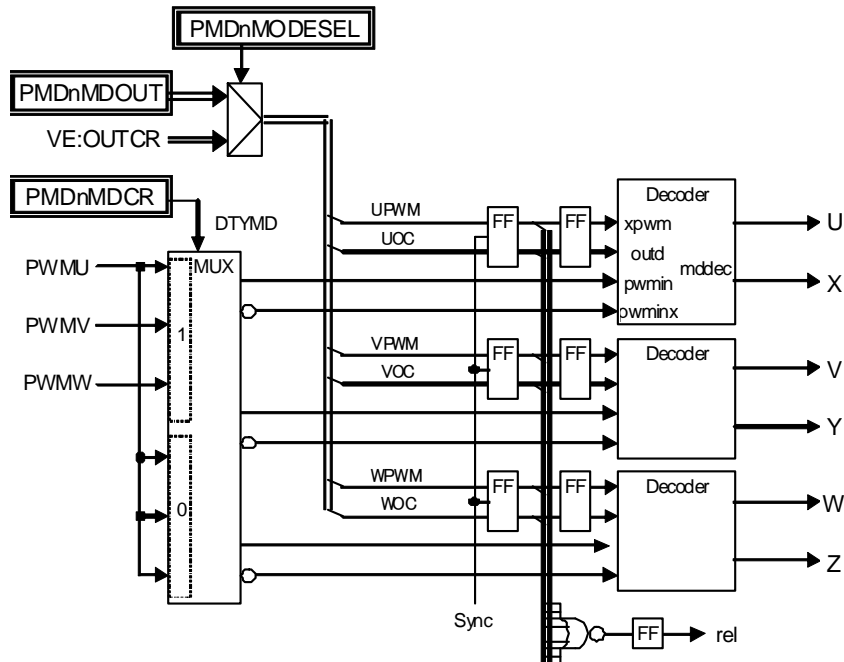 PMDnMODESEL
PMDnMDOUT
VE:OUTCR
PMDnMDCR
DTYMD
MUX
PWMU
PWMV
PWMW
1
0
UPWM
UOC
FF
FF
Decoder
xpwm
outd
mddec
pwmin
pwminx
U
X
VPWM
VOC
FF
FF
Decoder
V
Y
WPWM
WOC
FF
FF
Decoder
W
Z
Sync
FF
rel